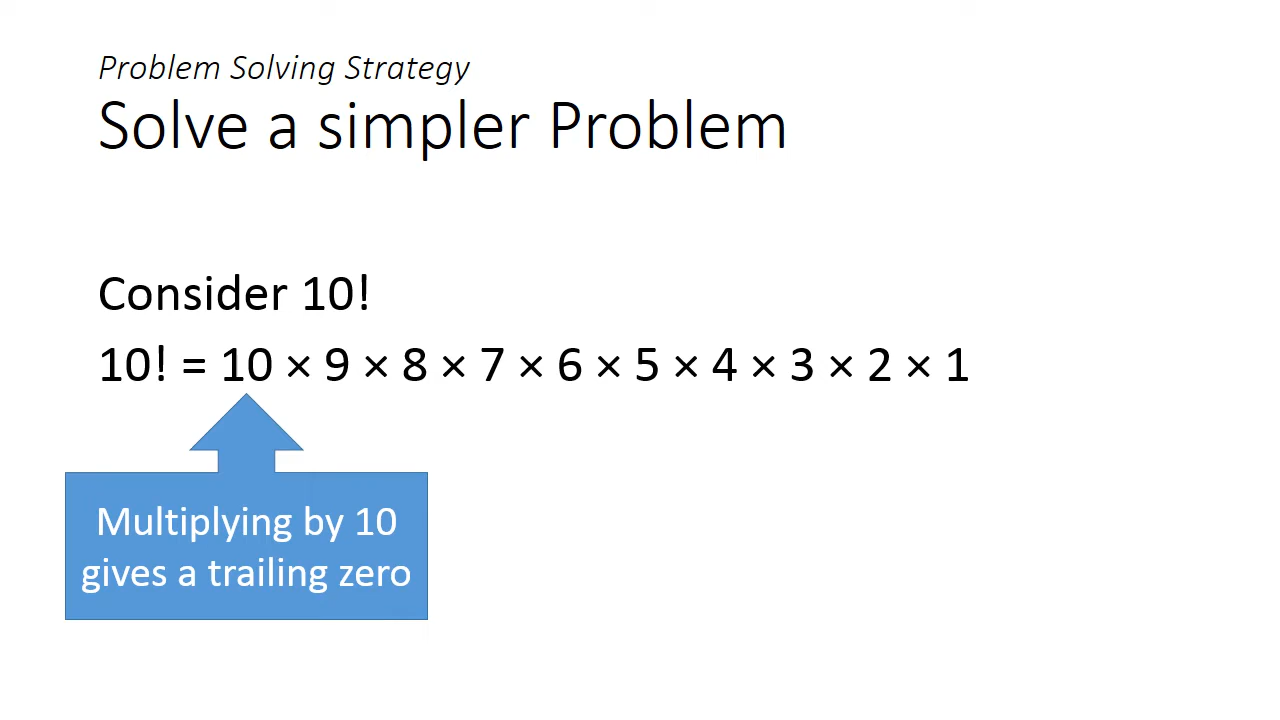 Problem Solving Strategy
Solve a simpler Problem
Consider 10!
10! = 10 × 9 × 8 × 7 × 6 × 5 × 4 × 3 × 2 × 1
Multiplying by 10
gives a trailing zero